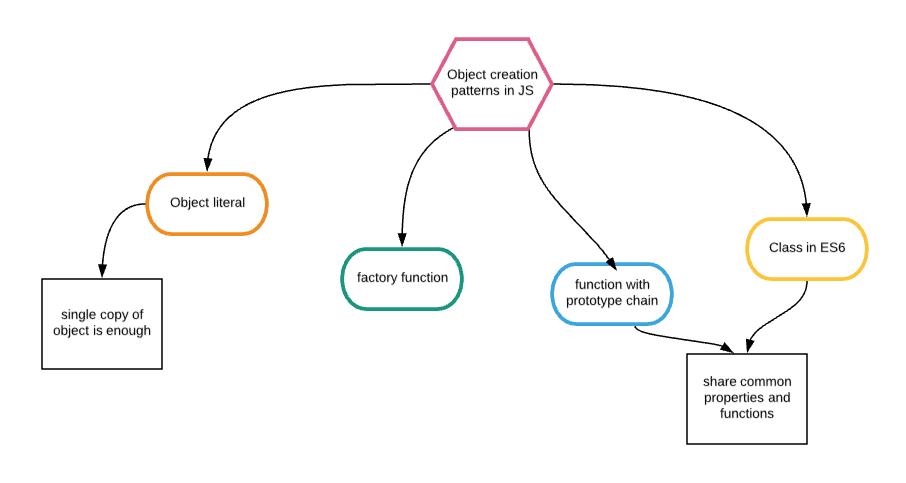 Object creation
patterns in JS
Object literal
factory function
function with
prototype chain
Class in ES6
single copy of
object is enough
share common
properties and
functions